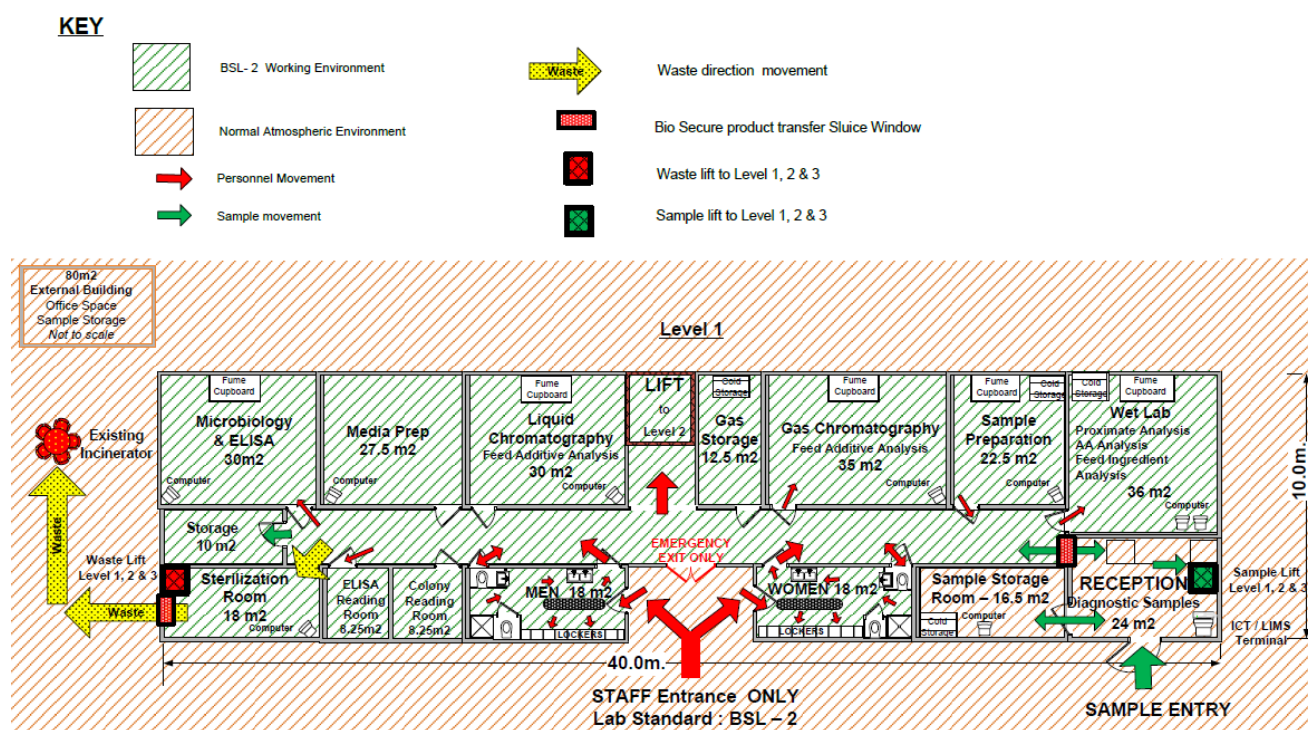 KEY
BSL- 2 Working Environment
Waste
Waste direction movement
Normal Atmospheric Environment
Bio Secure product transfer Sluice Window
Personnel Movement
Waste lift to Level 1, 2 & 3
Sample movement
Sample lift to Level 1, 2 & 3
80m2
External Building
Office Space
Sample Storage
Not to scale
Level 1
Fume
Cupboard
Microbiology
& ELISA
30m2
Computer
Media Prep
27.5 m2
Computer
Fume
Cupboard
Liquid
Chromatography
Feed Additive Analysis
30 m2
Computer
LIFT
to
Level 2
Cold
Storage
Gas
Storage
12.5 m2
Fume
Cupboard
Gas Chromatography
Feed Additive Analysis
35 m2
Computer
Fume
Cupboard
Cold
Storage
Sample
Preparation
22.5 m2
Computer
Cold
Storage
Fume
Cupboard
Wet Lab
Proximate Analysis
AA Analysis
Feed Ingredient
Analysis
36 m2
Computer
10.0m.
Existing
Incinerator
Waste
Waste Lift
Level 1, 2 & 3
Waste
Storage
10 m2
Sterilization
Room
18 m2
Computer
ELISA
Reading
Room
8.25m2
Colony
Reading
Room
8.25m2
MEN 18 m2
LOCKERS
EMERGENCY
EXIT ONLY
WOMEN 18 m2
LOCKERS
Sample Storage
Room – 16.5 m2
Computer
Cold
Storage
RECEPTION
Diagnostic Samples
24 m2
Sample Lift
Level 1, 2 & 3
ICT / LIMS
Terminal
40.0m.
STAFF Entrance ONLY
Lab Standard : BSL – 2
SAMPLE ENTRY